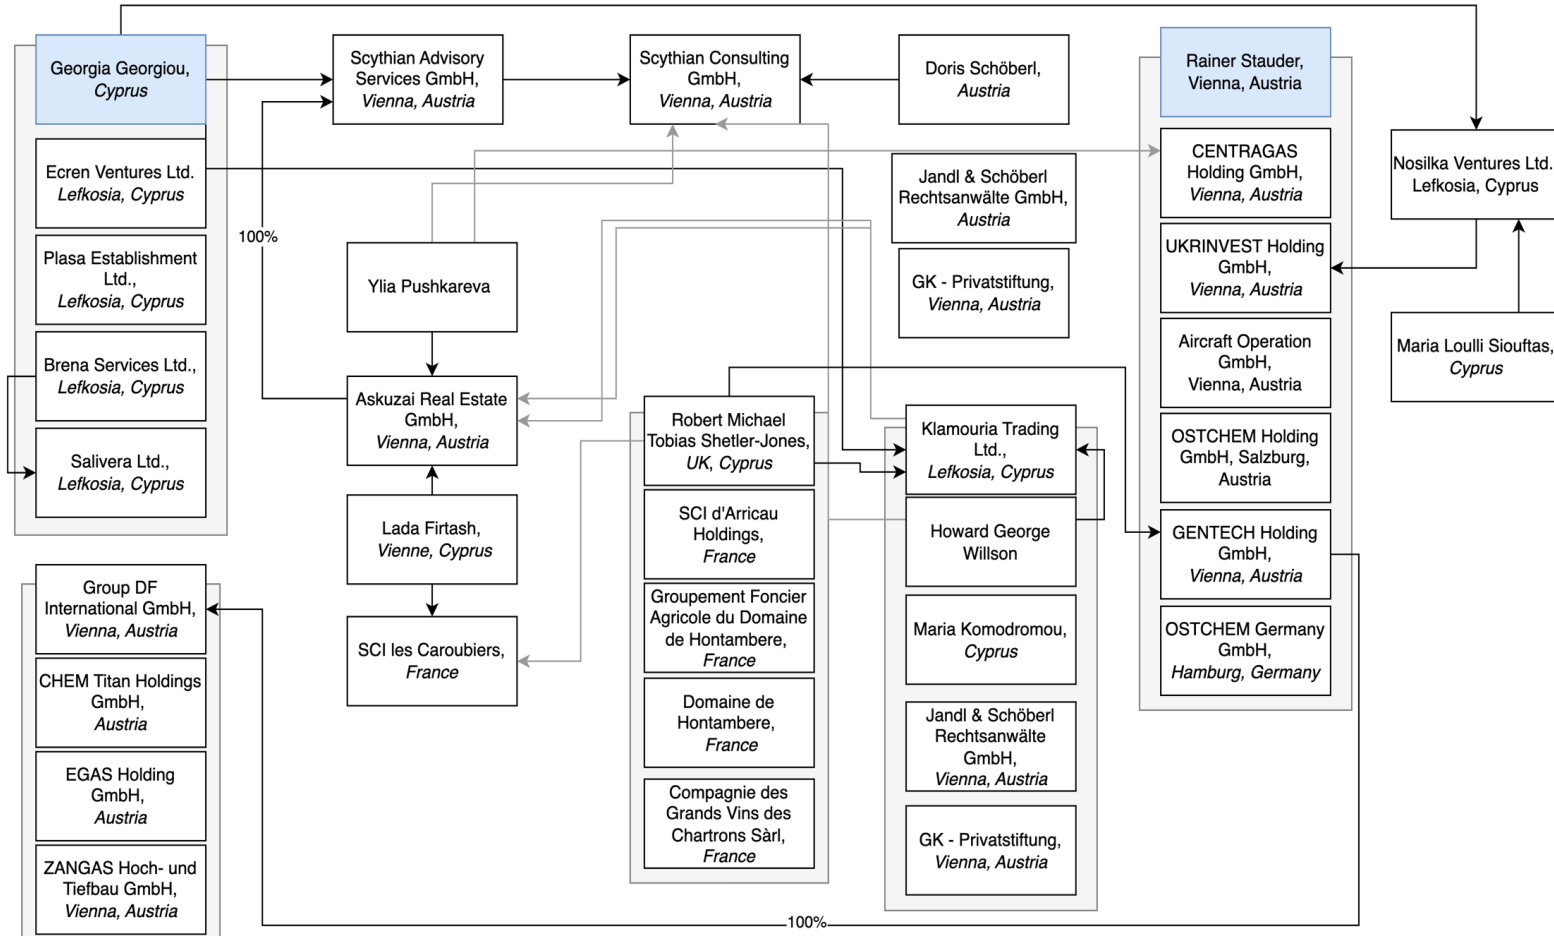 Georgia Georgiou,
Cyprus
Ecren Ventures Ltd.
Lefkosia, Cyprus
Plasa Establishment
Ltd.,
Lefkosia, Cyprus
Brena Services Ltd.,
Lefkosia, Cyprus
Salivera Ltd.,
Lefkosia, Cyprus
Group DF
International GmbH,
Vienna, Austria
CHEM Titan Holdings
GmbH,
Austria
EGAS Holding
GmbH,
Austria
ZANGAS Hoch- und
Tiefbau GmbH,
Vienna, Austria
100%
Scythian Advisory
Services GmbH,
Vienna, Austria
Ylia Pushkareva
Askuzai Real Estate
GmbH,
Vienna, Austria
Lada Firtash,
Vienne, Cyprus
SCI les Caroubiers,
France
Scythian Consulting
GmbH,
Vienna, Austria
Robert Michael
Tobias Shetler-Jones,
UK, Cyprus
SCI d'Arricau
Holdings,
France
Groupement Foncier
Agricole du Domaine
de Hontambere,
France
Domaine de
Hontambere,
France
Compagnie des
Grands Vins des
Chartrons Sàrl,
France
Doris Schöberl,
Austria
Jandl & Schöberl
Rechtsanwälte GmbH,
Austria
GK - Privatstiftung,
Vienna, Austria
Klamouria Trading
Ltd.,
Lefkosia, Cyprus
Howard George
Willson
Maria Komodromou,
Cyprus
Jandl & Schöberl
Rechtsanwälte
GmbH,
Vienna, Austria
GK - Privatstiftung,
Vienna, Austria
100%
Rainer Stauder,
Vienna, Austria
CENTRAGAS
Holding GmbH,
Vienna, Austria
UKRINVEST Holding
GmbH,
Vienna, Austria
Aircraft Operation
GmbH,
Vienna, Austria
OSTCHEM Holding
GmbH, Salzburg,
Austria
GENTECH Holding
GmbH,
Vienna, Austria
OSTCHEM Germany
GmbH,
Hamburg, Germany
Nosilka Ventures Ltd.
Lefkosia, Cyprus
Maria Loulli Siouftas,
Cyprus